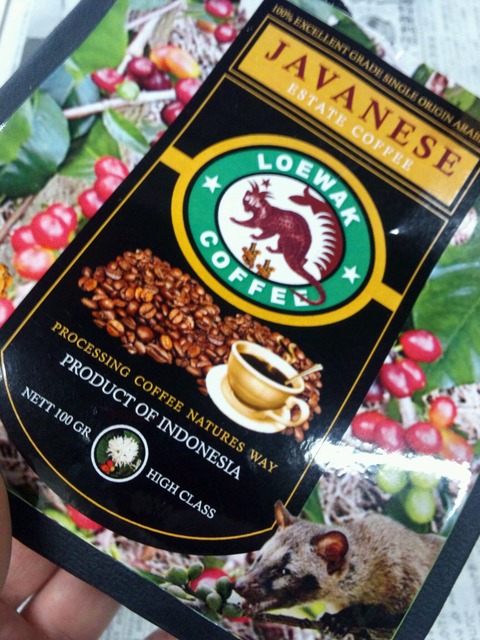 100% EXCELLENT GRADE SINGLE ORIGIN
JAVANESE
ESTATE COFFEE
LOEWAK
COFFEE
PROCESSING COFFEE NATURES WAY
PRODUCT OF INDONESIA
NETT 100 GR
HIGH CLASS